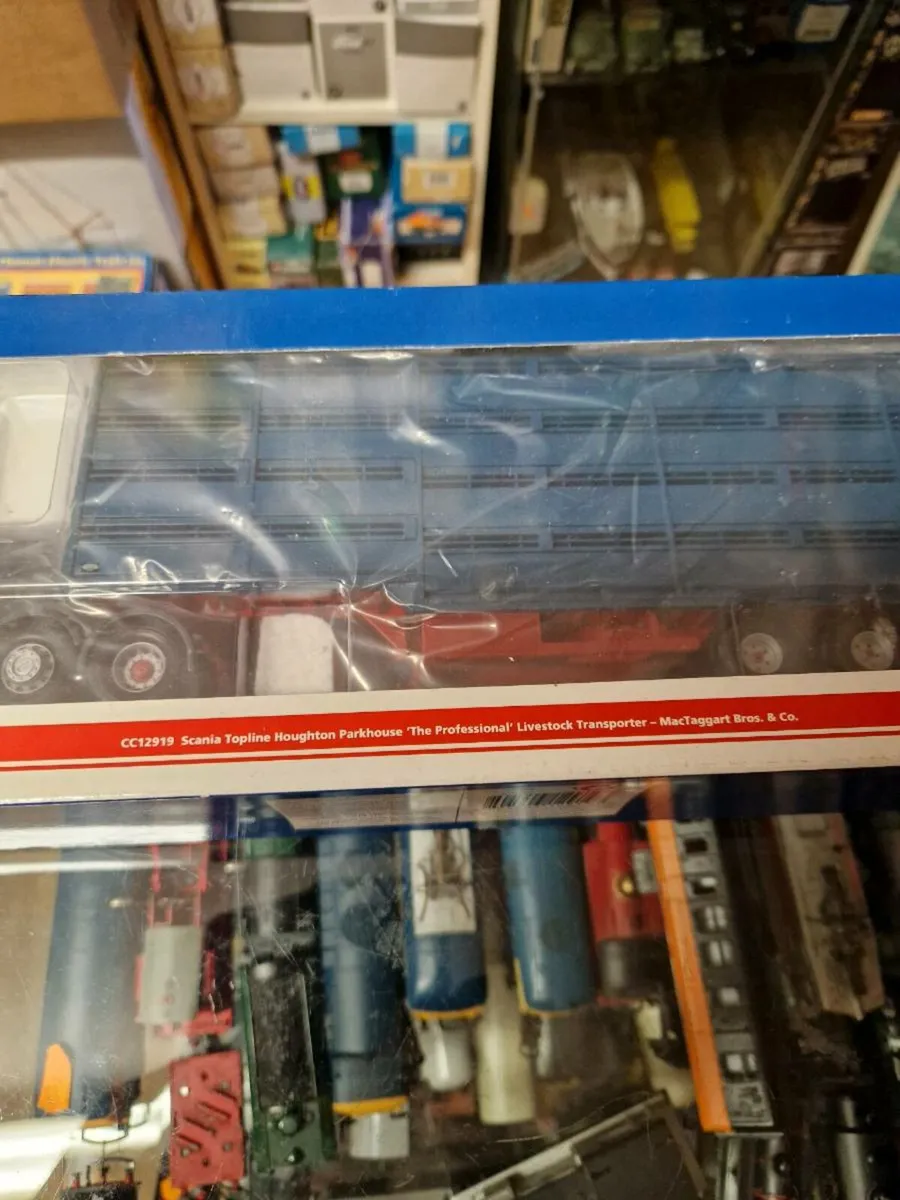 CC12919 Scania Topline Houghton Parkhouse ‘The Professional’ Livestock Transporter – MacTaggart Bros. & Co.